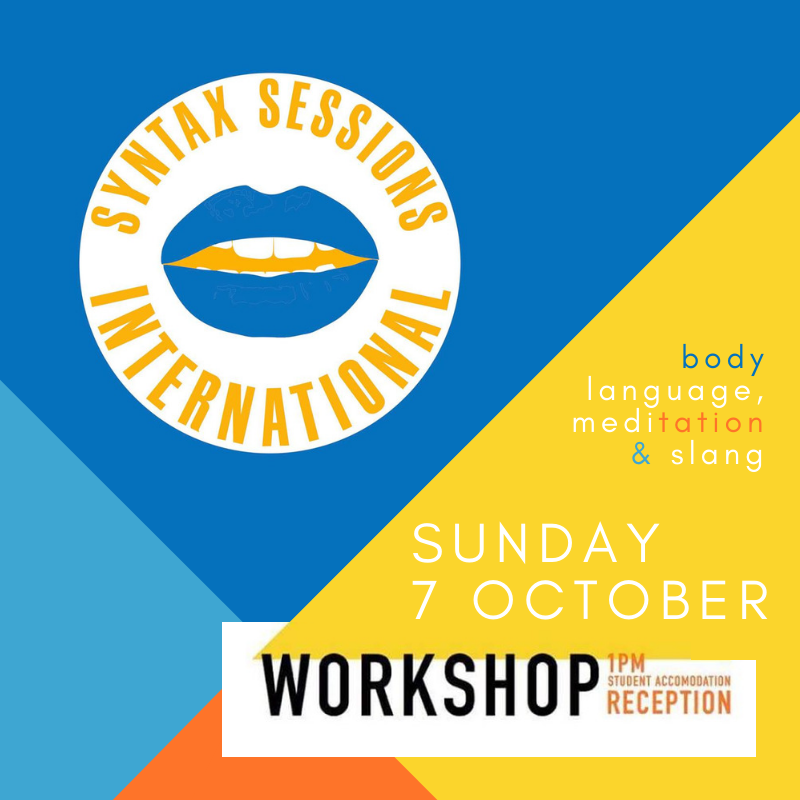 SYNTAX SESSIONS
INTERNATIONAL
body
language,
meditation
& slang
SUNDAY
7 OCTOBER
WORKSHOP
1PM
STUDENT ACCOMODATION
RECEPTION